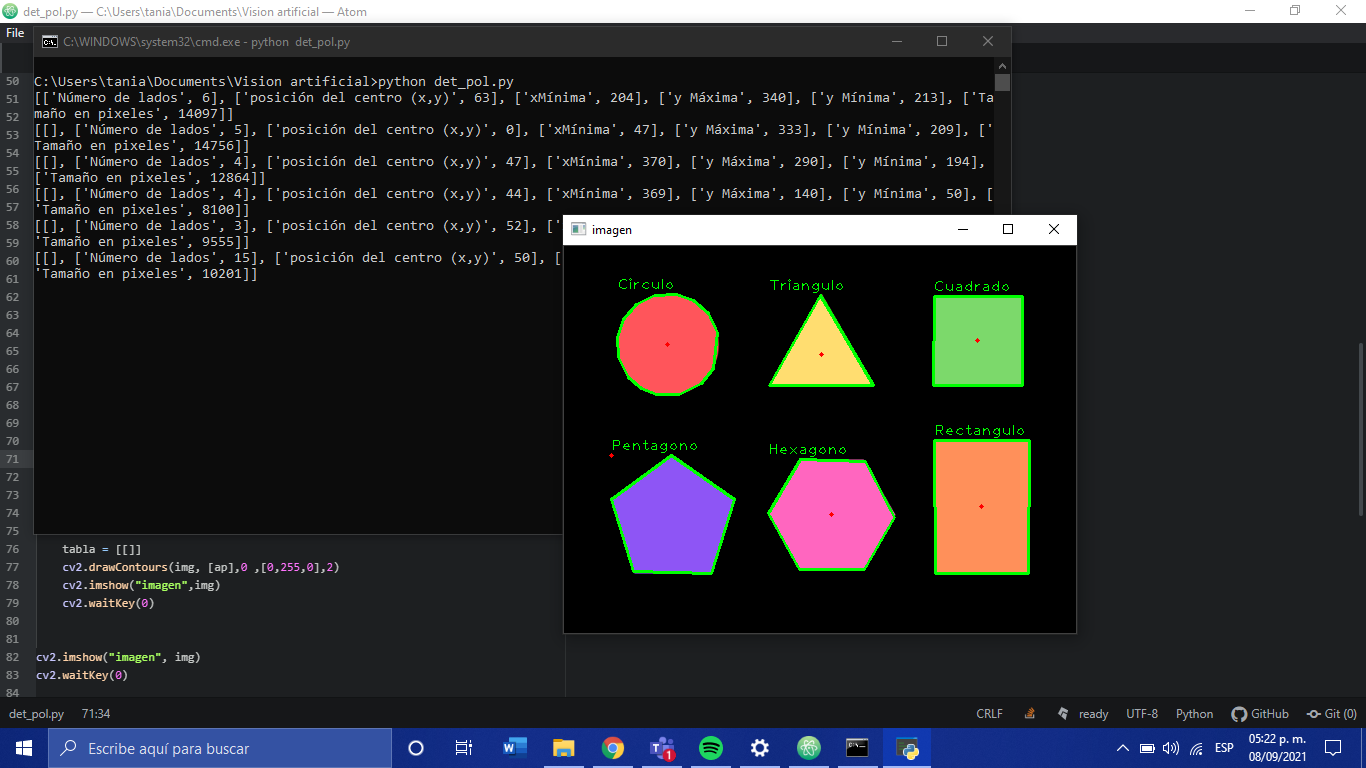 det_pol.py — C:\Users\tania\Documents\Vision artificial — Atom
File
C:\WINDOWS\system32\cmd.exe - python  det_pol.py
C:\Users\tania\Documents\Vision artificial>python det_pol.py
[['Número de lados', 6], ['posición del centro (x,y)', 63], ['xMínima', 204], ['y Máxima', 340], ['y Mínima', 213], ['Ta
maño en pixeles', 14097]]
[[], ['Número de lados', 5], ['posición del centro (x,y)', 0], ['xMínima', 47], ['y Máxima', 333], ['y Mínima', 209], ['
Tamaño en pixeles', 14756]]
[[], ['Número de lados', 4], ['posición del centro (x,y)', 47], ['xMínima', 370], ['y Máxima', 290], ['y Mínima', 194],
['Tamaño en pixeles', 12864]]
[[], ['Número de lados', 4], ['posición del centro (x,y)', 44], ['xMínima', 369], ['y Máxima', 140], ['y Mínima', 50], [
'Tamaño en pixeles', 8100]]
[[], ['Número de lados', 3], ['posición del centro (x,y)', 52], ['
'Tamaño en pixeles', 9555]]
[[], ['Número de lados', 15], ['posición del centro (x,y)', 50], [
'Tamaño en pixeles', 10201]]
imagen
Circulo Triangulo Cuadrado
Pentagono Hexagono Rectangulo
50
51
52
53
54
55
56
57
58
59
60
61
62
63
64
65
66
67
68
69
70
71
72
73
74
75
76 tabla = [[]]
77 cv2.drawContours(img, [ap],0 ,[0,255,0],2)
78 cv2.imshow("imagen",img)
79 cv2.waitKey(0)
80
81
82 cv2.imshow("imagen", img)
83 cv2.waitKey(0)
84
det_pol.py 71:34 CRLF ready UTF-8 Python GitHub Git (0)
Escribe aquí para buscar 1 ESP 05:22 p. m.
08/09/2021